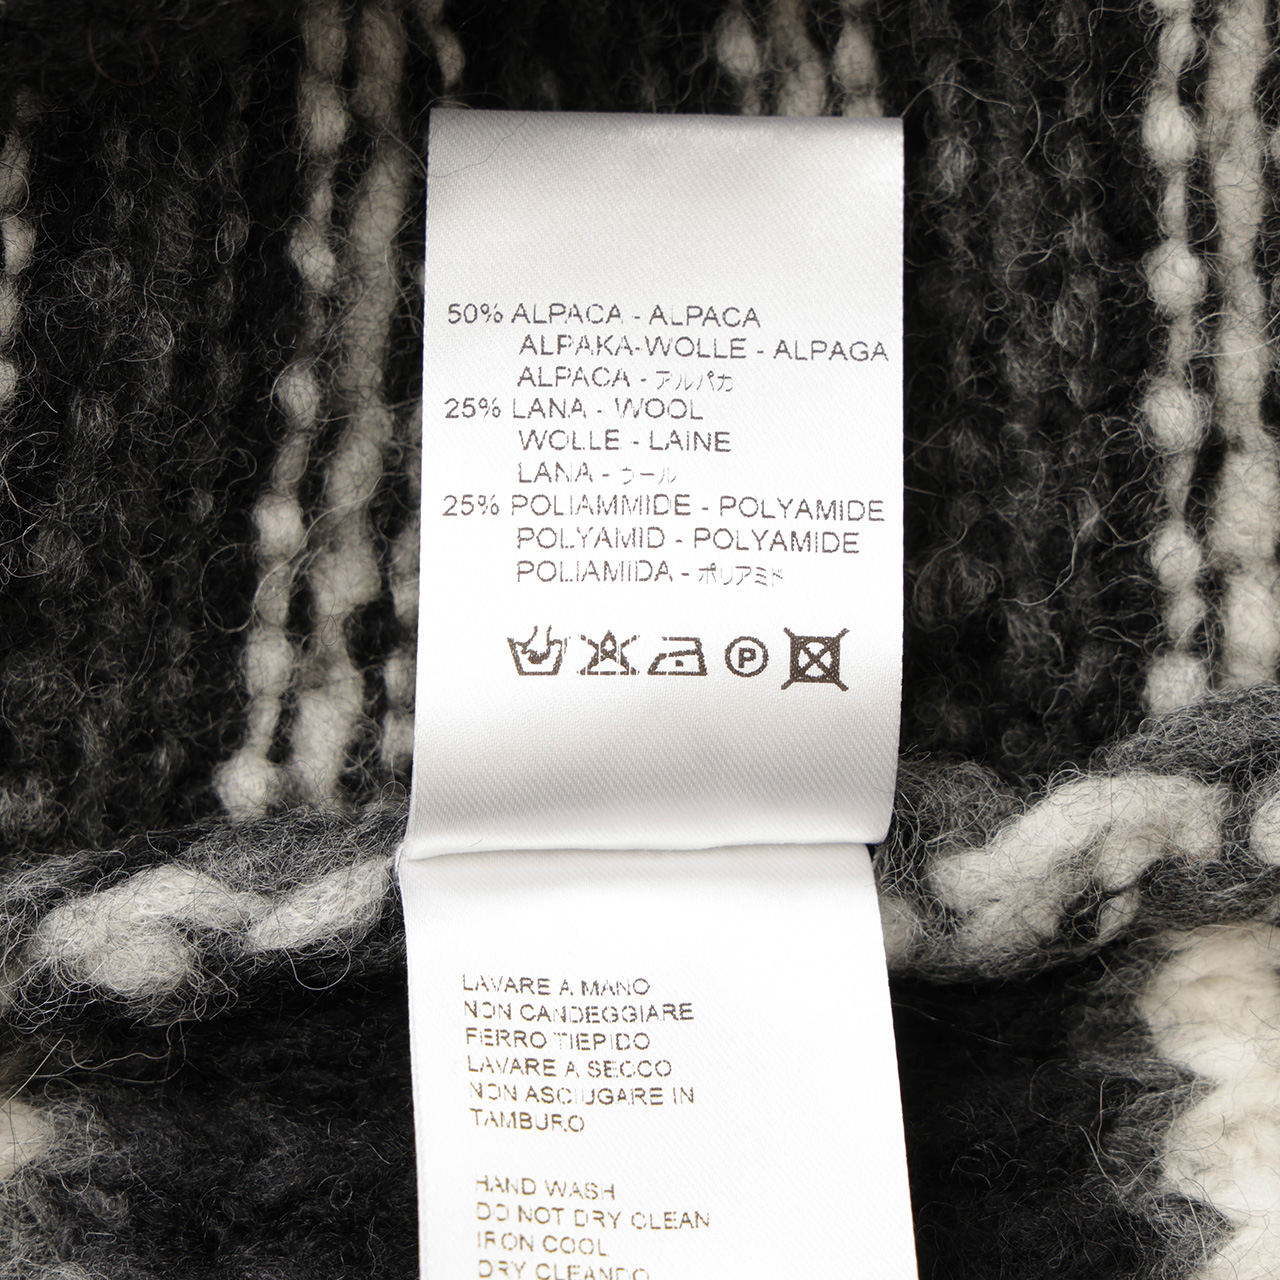 50% ALPACA - ALPACA
ALPAKA-WOLLE - ALPAGA
ALPACA - アルパカ
25% LANA - WOOL
WOLLE - LAINE
LANA - ウール
25% POLIAMMIDE - POLYAMIDE
POLYAMID - POLYAMIDE
POLIAMIDA - ポリアミド
P
LAVARE A MANO
NON CANDEGGIARE
FERRO TIEPIDO
LAVARE A SECCO
NON ASCIUGARE IN
TAMBURO
HAND WASH
DO NOT DRY CLEAN
IRON COOL
DRY CLEANDO